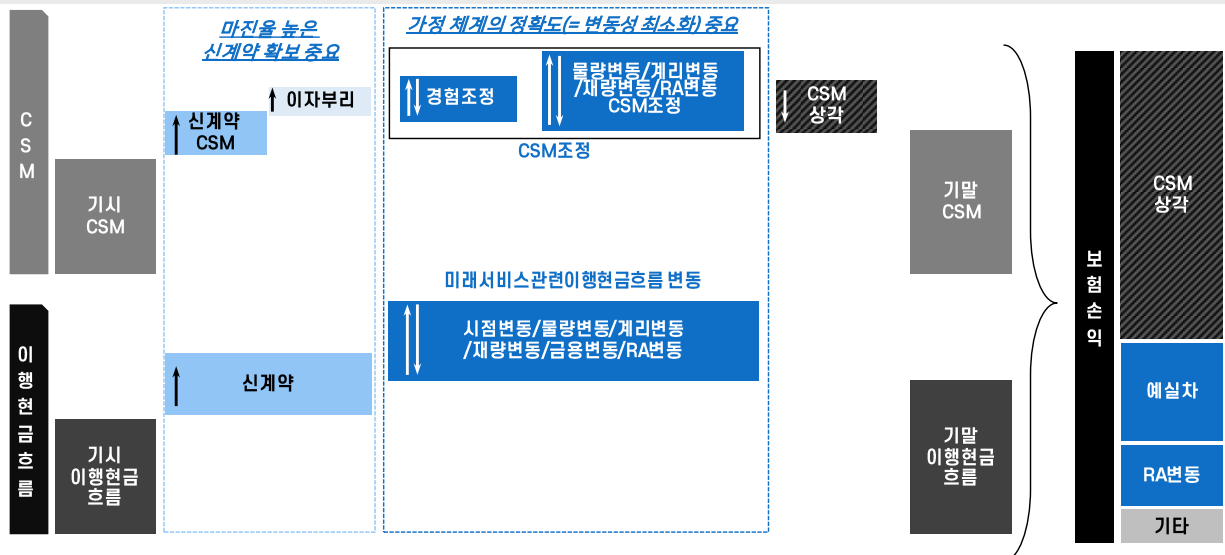 마진율 높은
신계약 확보 중요
가정 체계의 정확도(= 변동성 최소화) 중요
CSM
기시
CSM
신계약
CSM
이자부리
경험조정
물량변동/계리변동
/재량변동/RA변동
CSM조정
CSM조정
CSM
상각
기말
CSM
이행현금흐름
기시
이행현금
흐름
신계약
미래서비스관련이행현금흐름 변동
시점변동/물량변동/계리변동
/재량변동/금융변동/RA변동
기말
이행현금
흐름
보험손익
CSM
상각
예실차
RA변동
기타